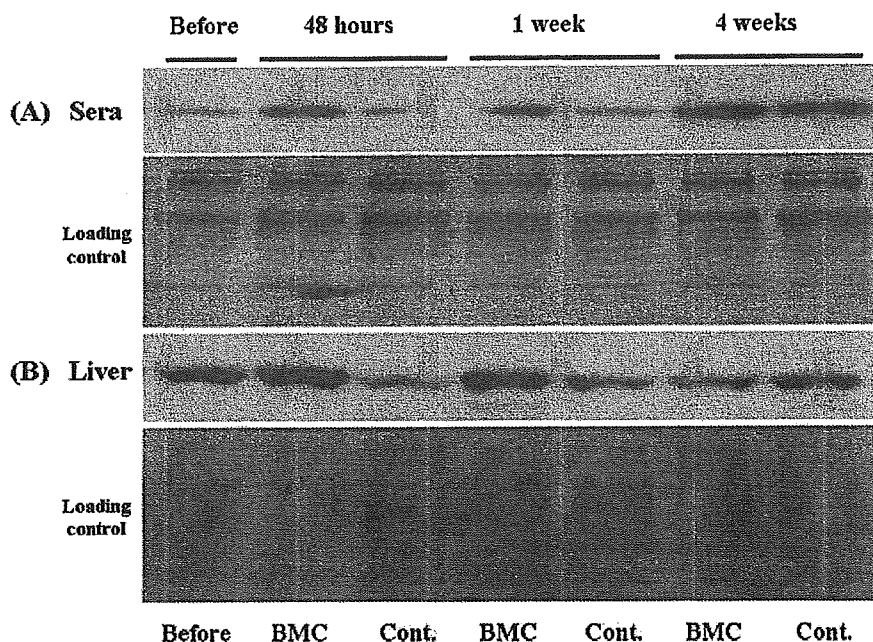 Before 48 hours 1 week 4 weeks
(A) Sera
Loading
control
(B) Liver
Loading
control
Before BMC Cont. BMC Cont. BMC Cont.